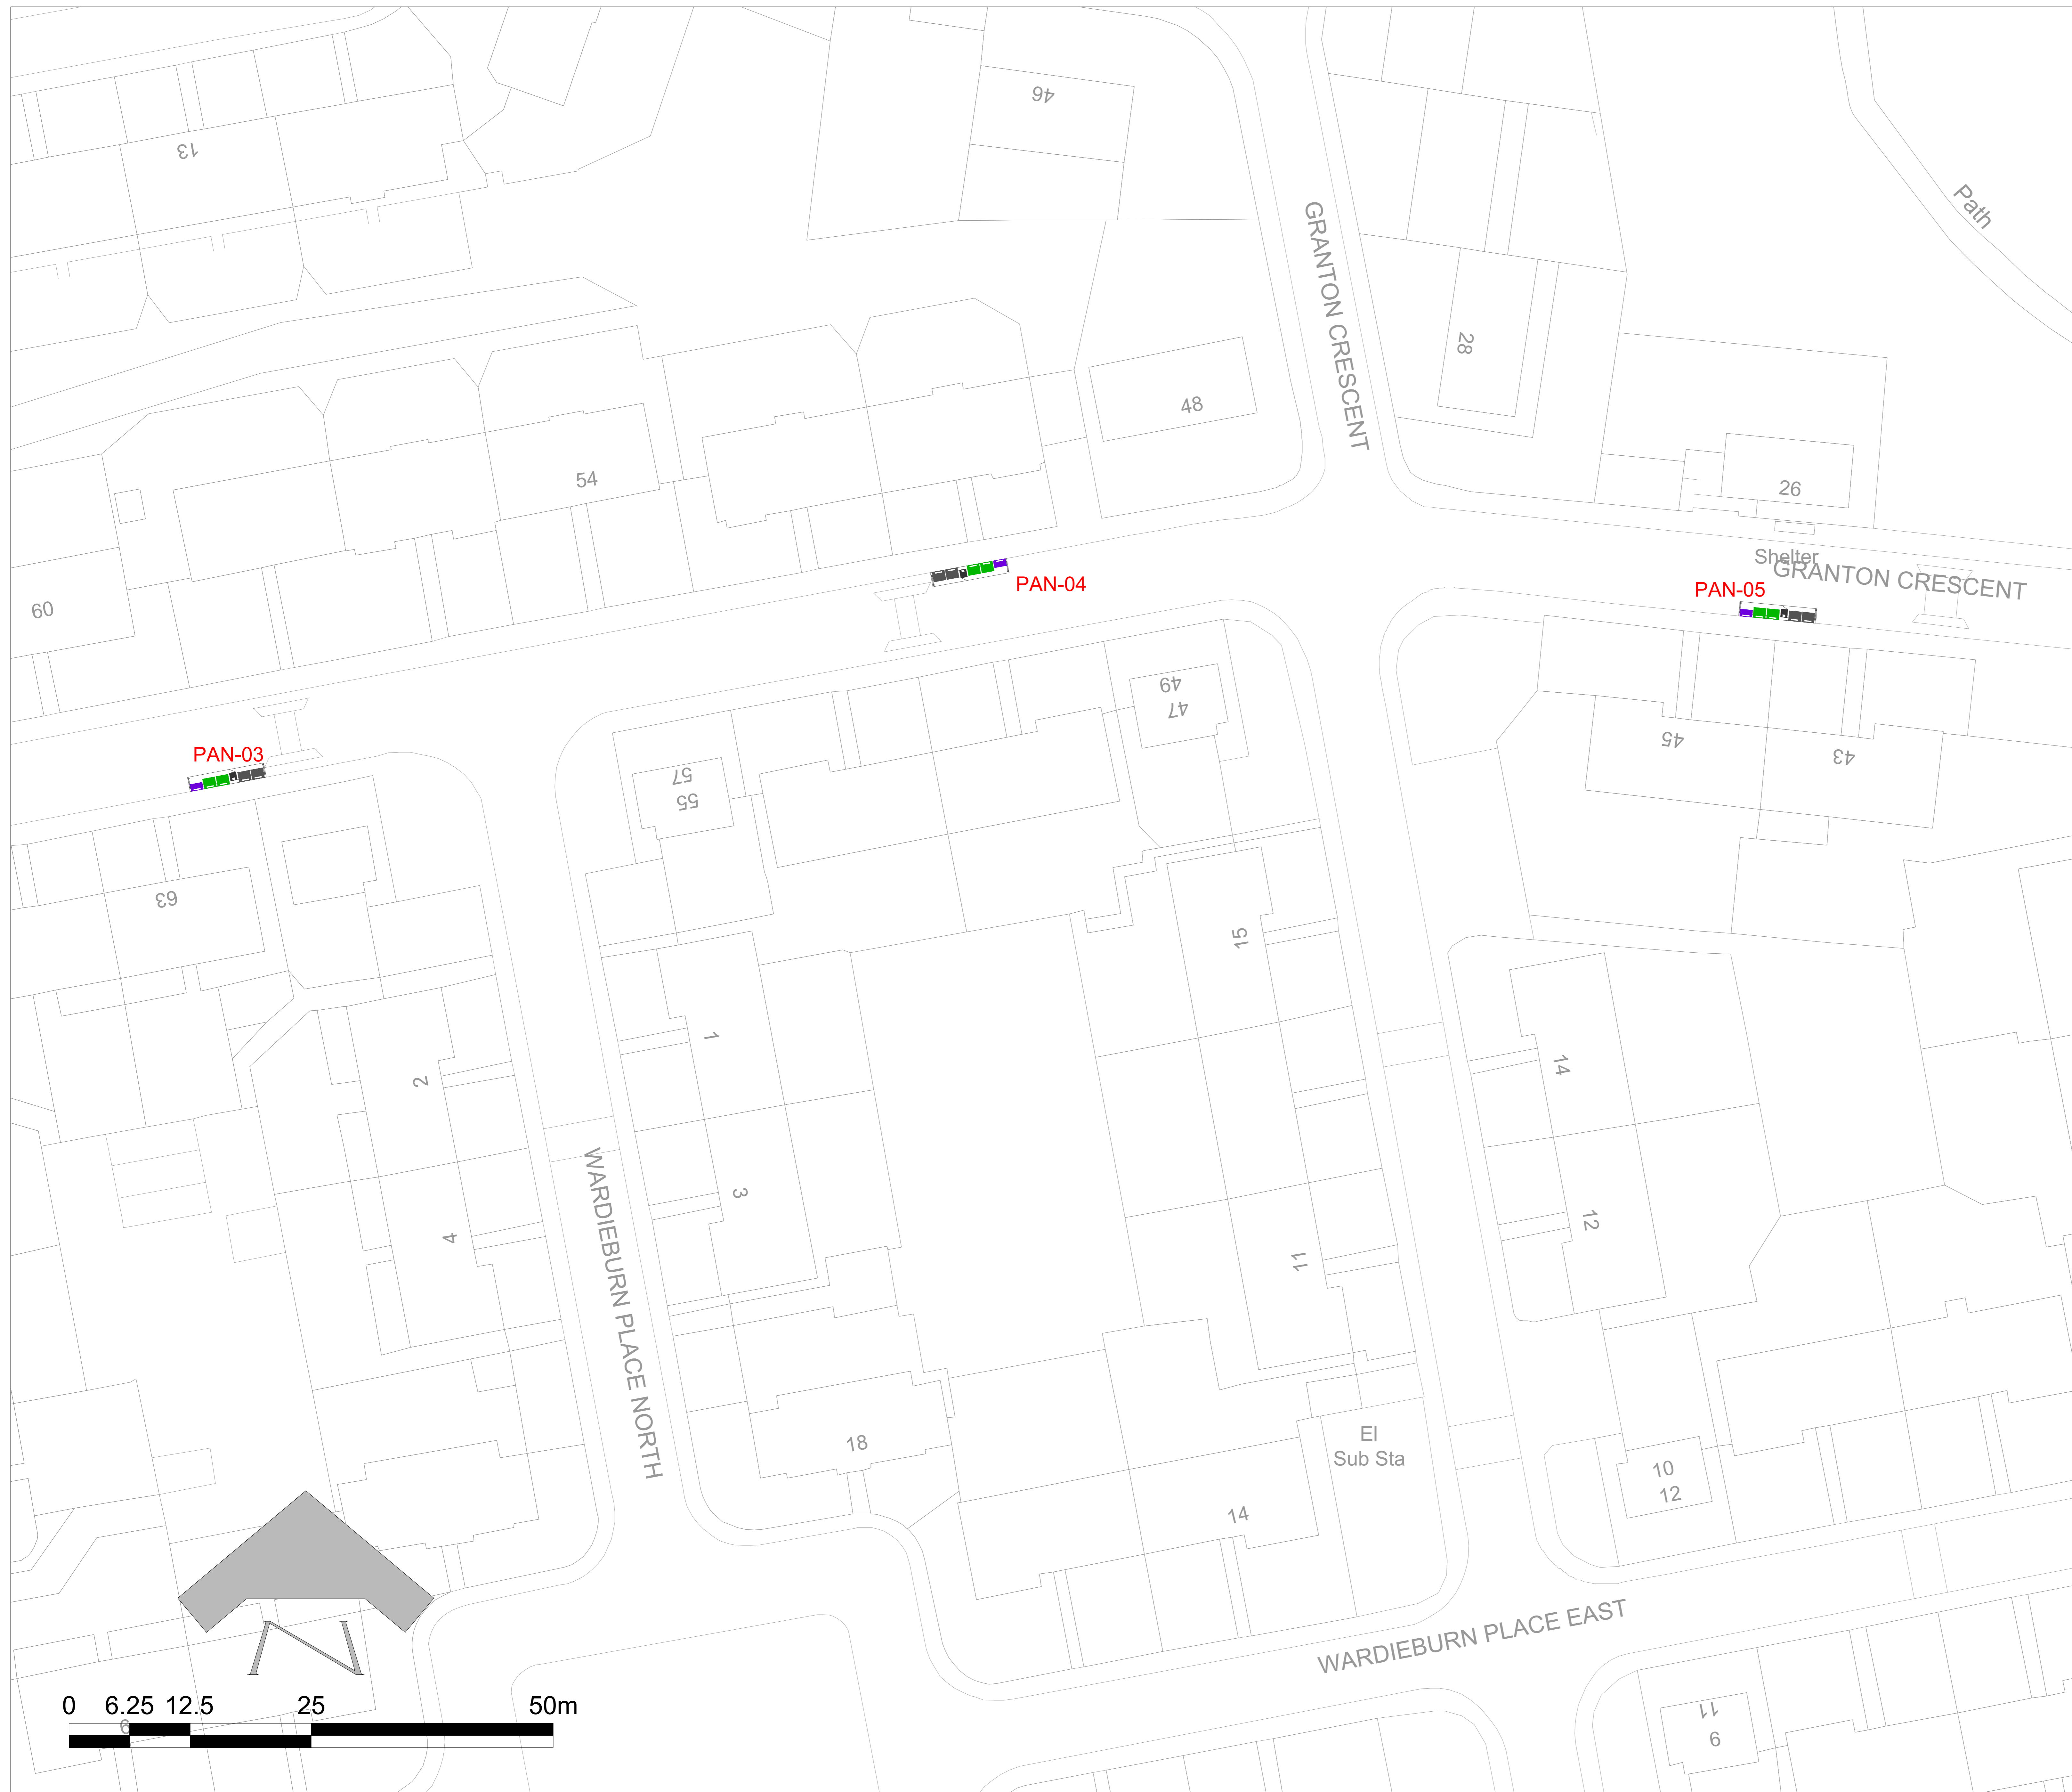 46
13
Path
GRANTON CRESCENT
28
48
54
26
Shelter
GRANTON CRESCENT
PAN-04
PAN-05
60
49
47
PAN-03
57
55
45
43
63
15
1
14
2
3
12
4
11
WARDIEBURN PLACE NORTH
18
El
Sub Sta
10
12
14
WARDIEBURN PLACE EAST
0 6.25 12.5 25 50m
6
11
9